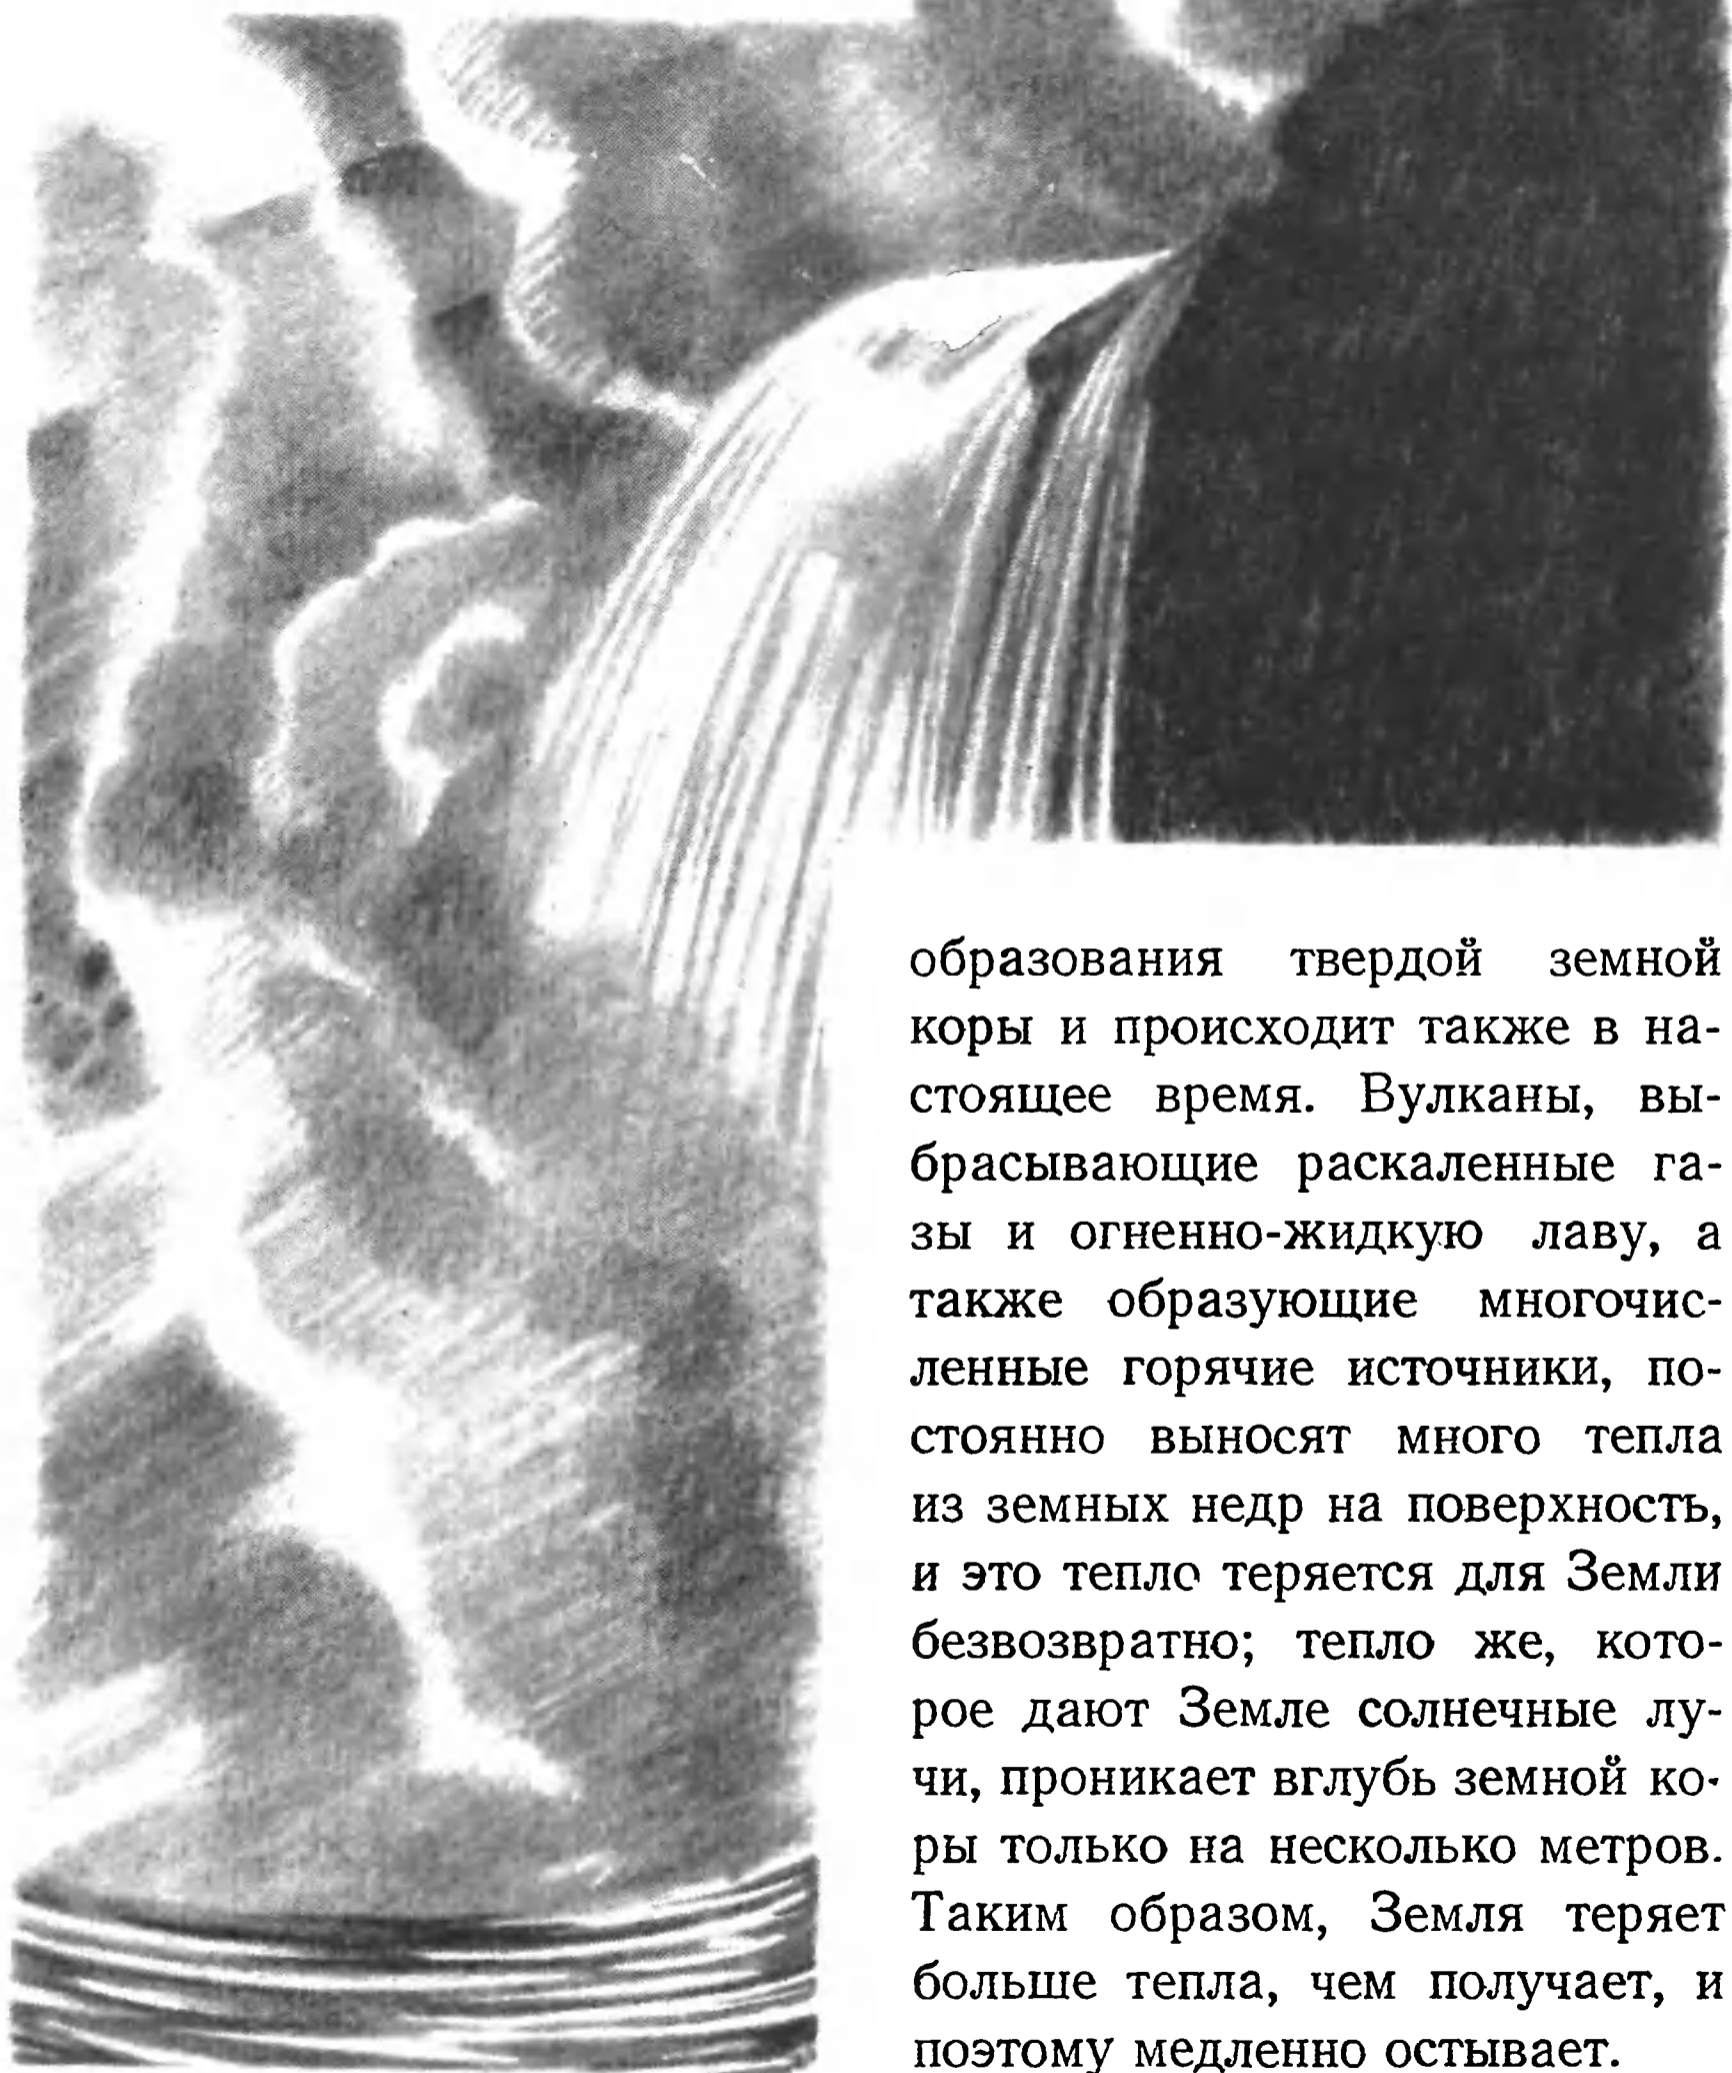 образования твердой земной
коры и происходит также в на-
стоящее время. Вулканы, вы-
брасывающие раскаленные га-
зы и огненно-жидкую лаву, а
также образующие многочис-
ленные горячие источники, по-
стоянно выносят много тепла
из земных недр на поверхность,
и это тепло теряется для Земли
безвозвратно; тепло же, кото-
рое дают Земле солнечные лу-
чи, проникает вглубь земной ко-
ры только на несколько метров.
Таким образом, Земля теряет
больше тепла, чем получает, и
поэтому медленно остывает.